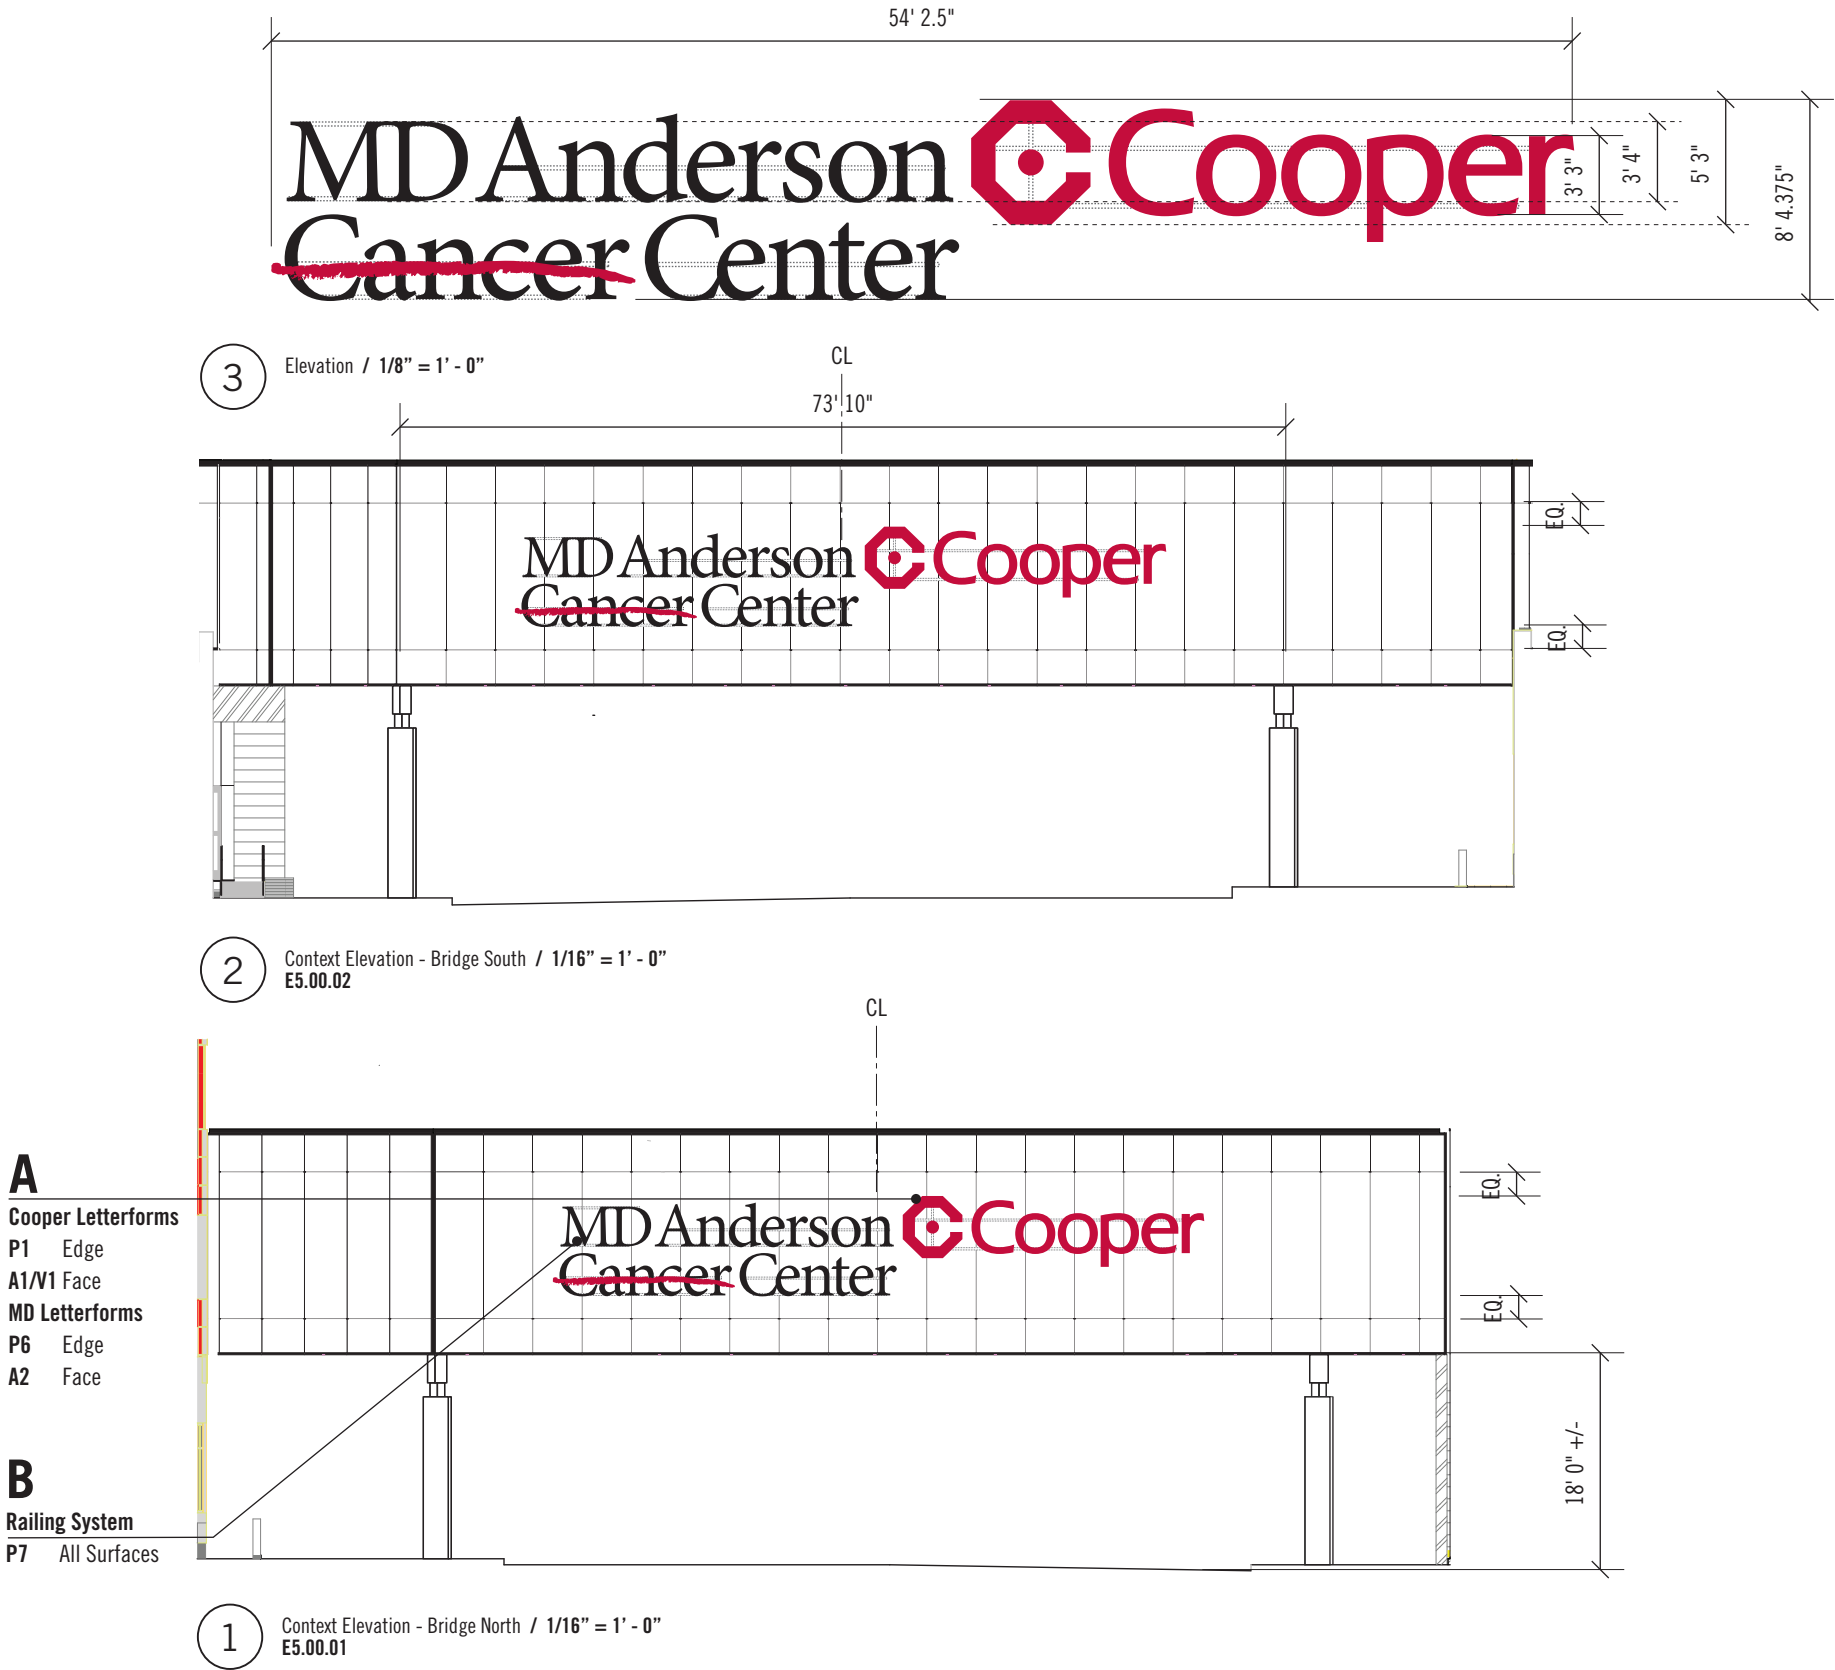 54' 2.5"
MD Anderson
Cancer Center
Cooper
3' 3"
3' 4"
5' 3"
8' 4.375"
3
Elevation / 1/8” = 1’ - 0”
CL
73' 10"
MD Anderson
Cancer Center
Cooper
EQ.
EQ.
2
Context Elevation - Bridge South / 1/16” = 1’ - 0”
E5.00.02
CL
MD Anderson
Cancer Center
Cooper
EQ.
EQ.
18' 0" +/-
A
Cooper Letterforms
P1 Edge
A1/V1 Face
MD Letterforms
P6 Edge
A2 Face
B
Railing System
P7 All Surfaces
1
Context Elevation - Bridge North / 1/16” = 1’ - 0”
E5.00.01